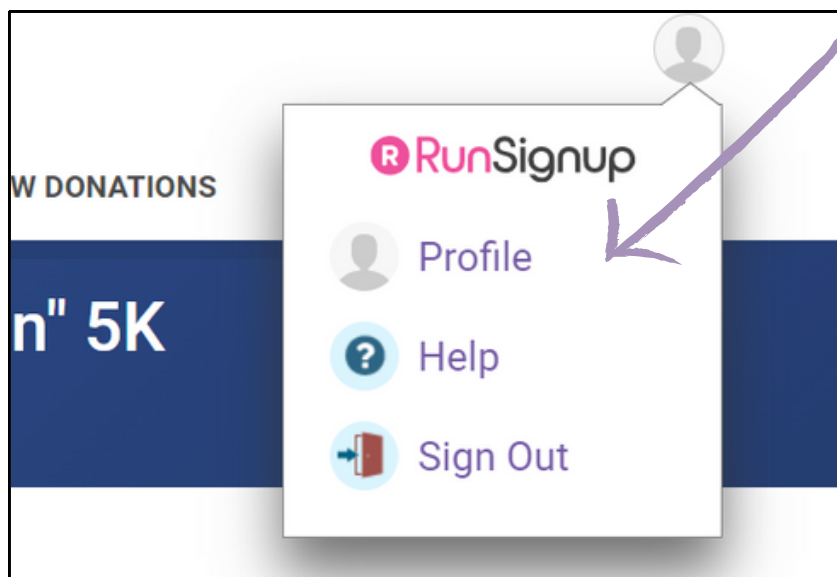 RunSignup
W DONATIONS
Profile
n" 5K
Help
Sign Out